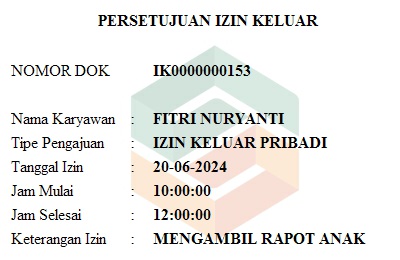 PERSETUJUAN IZIN KELUAR
NOMOR DOK IK0000000153
Nama Karyawan : FITRI NURYANTI
Tipe Pengajuan : IZIN KELUAR PRIBADI
Tanggal Izin : 20-06-2024
Jam Mulai : 10:00:00
Jam Selesai : 12:00:00
Keterangan Izin : MENGAMBIL RAPOT ANAK